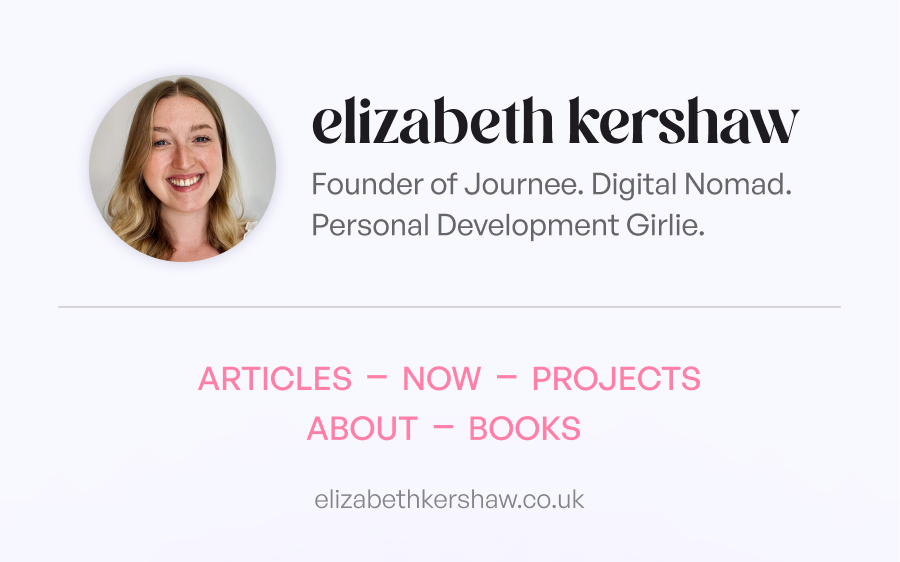 elizabeth kershaw
Founder of Journee. Digital Nomad.
Personal Development Girlie.
ARTICLES – NOW – PROJECTS
ABOUT – BOOKS
elizabethkershaw.co.uk